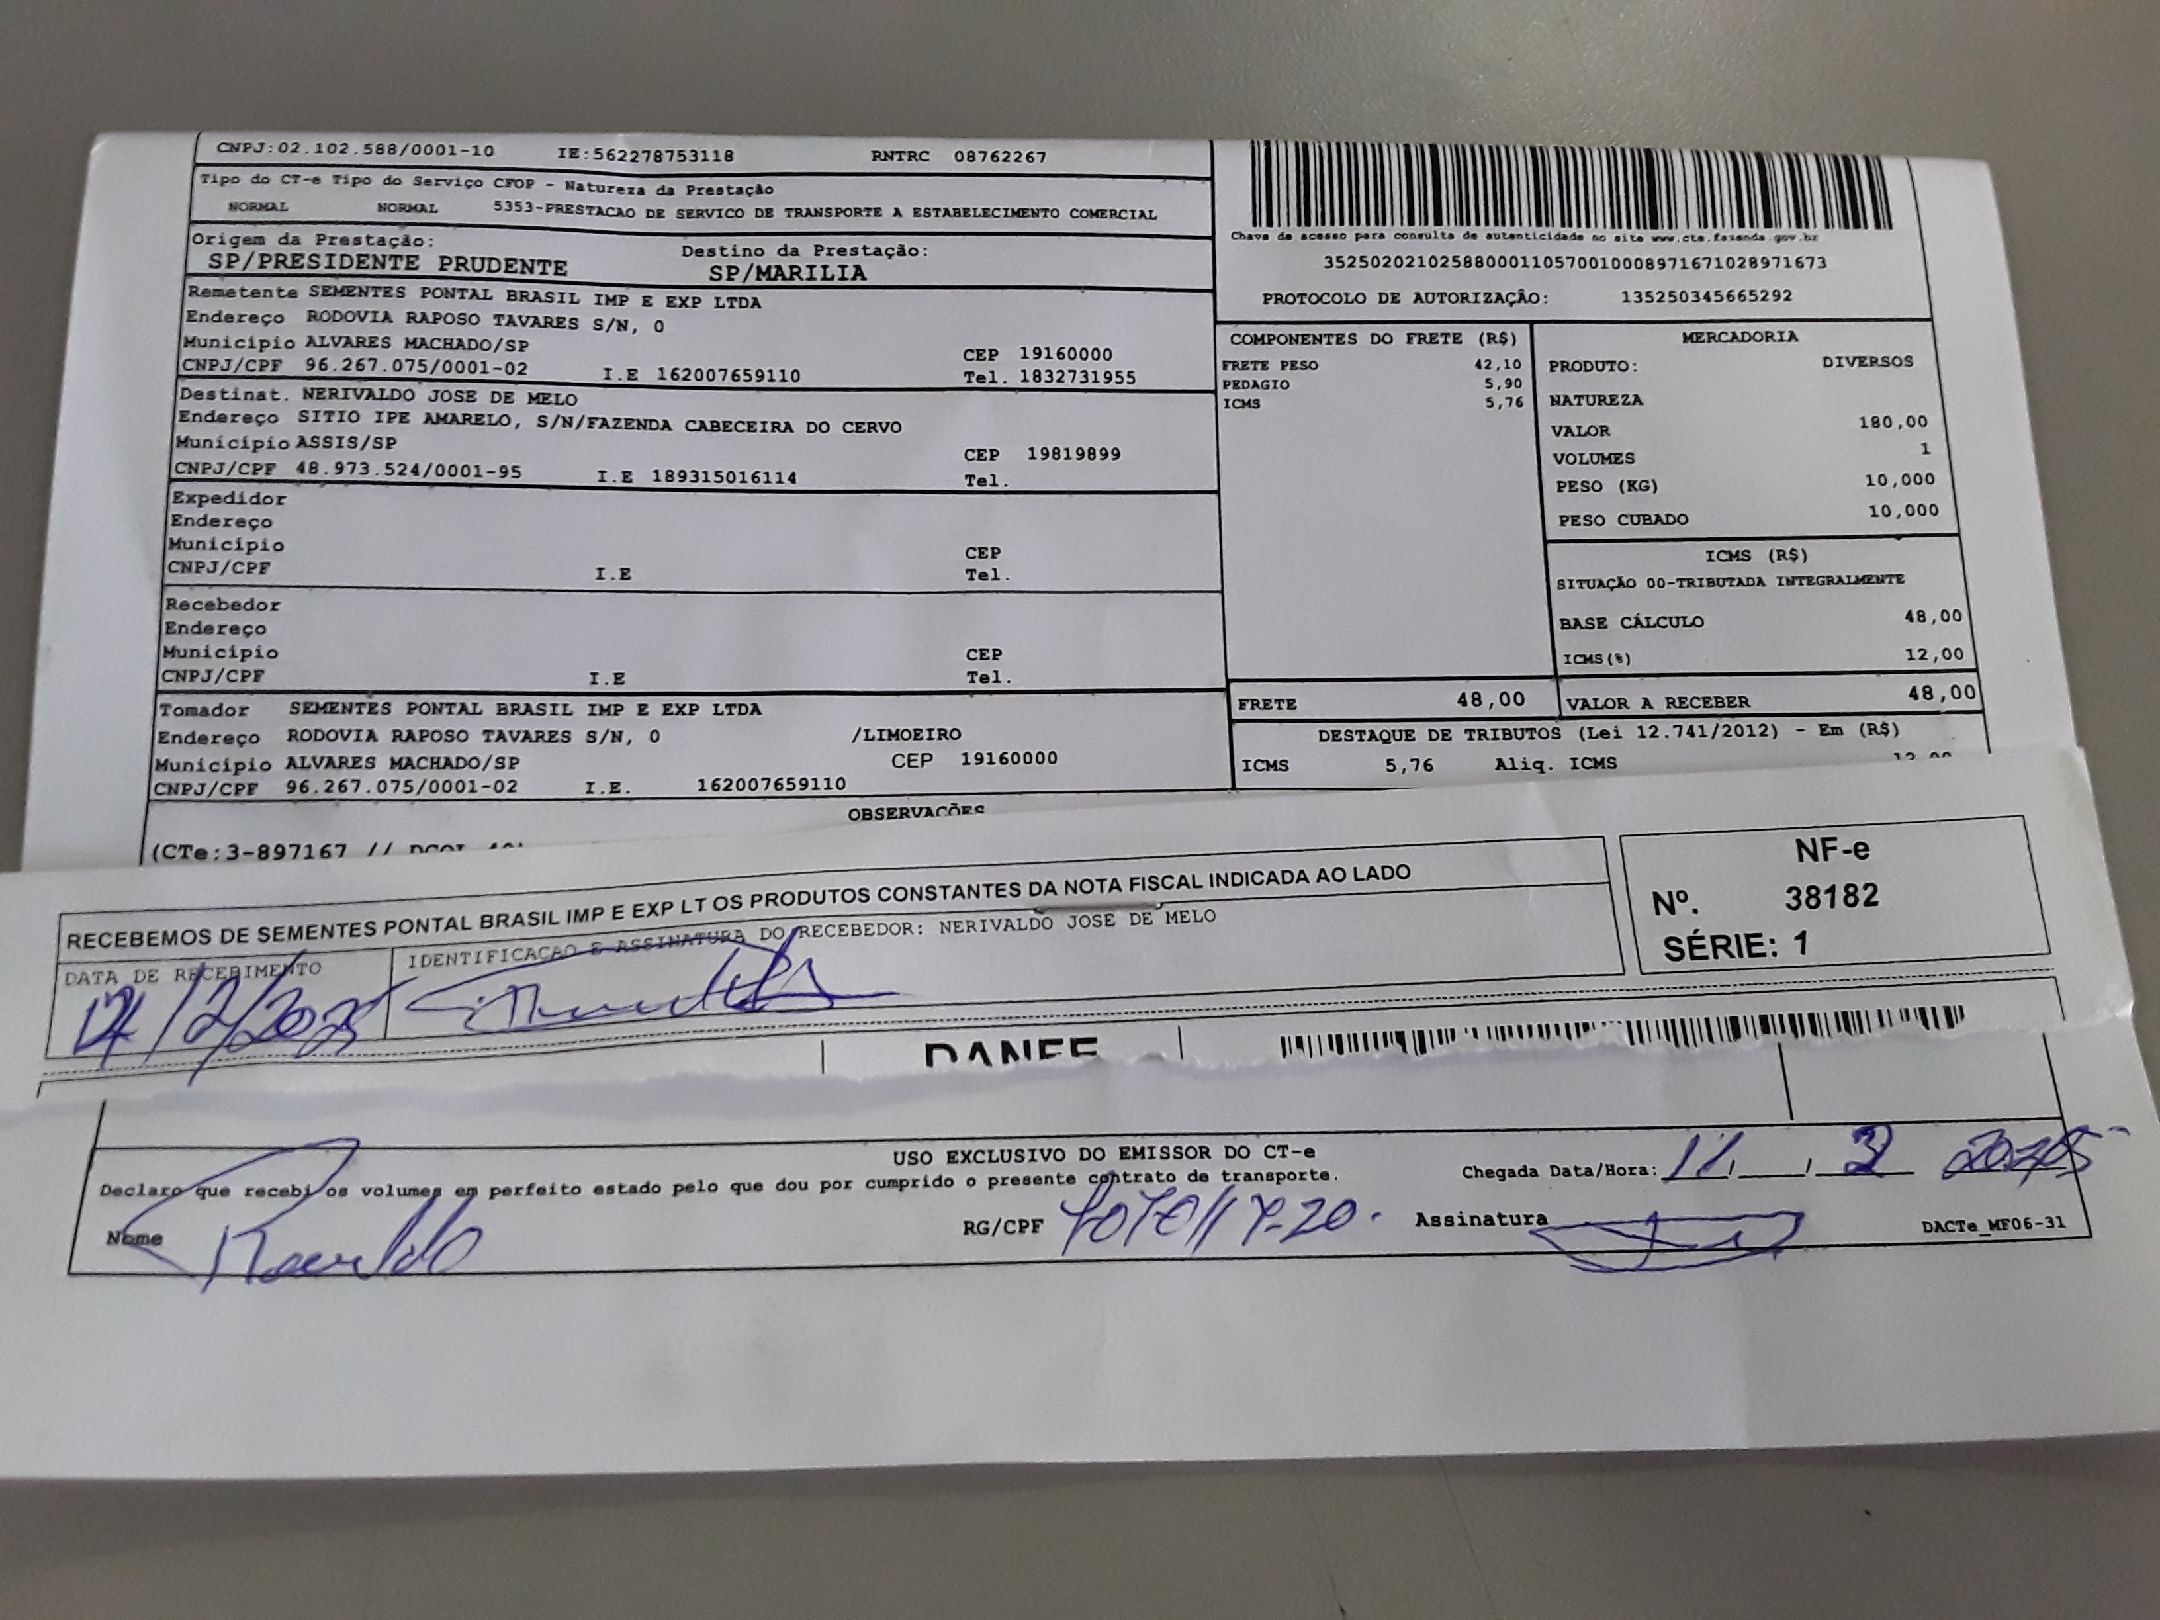 CNPJ:02.102.588/0001-10 IE:562278753118 RNTRC 08762267
Tipo do CT-e Tipo do Serviço CFOP - Natureza da Prestação
NORMAL NORMAL 5353-PRESTACAO DE SERVICO DE TRANSPORTE A ESTABELECIMENTO COMERCIAL
Origem da Prestação: Destino da Prestação:
SP/PRESIDENTE PRUDENTE SP/MARILIA
Remetente SEMENTES PONTAL BRASIL IMP E EXP LTDA
Endereço RODOVIA RAPOSO TAVARES S/N, 0
Município ALVARES MACHADO/SP CEP 19160000
CNPJ/CPF 96.267.075/0001-02 I.E 162007659110 Tel. 1832731955
Destinat. NERIVALDO JOSE DE MELO
Endereço SITIO IPE AMARELO, S/N/FAZENDA CABECEIRA DO CERVO
Município ASSIS/SP CEP 19819899
CNPJ/CPF 48.973.524/0001-95 I.E 189315016114 Tel.
Expedidor
Endereço
Município CEP
CNPJ/CPF I.E Tel.
Recebedor
Endereço
Município CEP
CNPJ/CPF I.E Tel.
Tomador SEMENTES PONTAL BRASIL IMP E EXP LTDA
Endereço RODOVIA RAPOSO TAVARES S/N, 0 /LIMOEIRO
Município ALVARES MACHADO/SP CEP 19160000
CNPJ/CPF 96.267.075/0001-02 I.E. 162007659110
Chave de acesso para consulta de autenticidade no site www.cte.fazenda.gov.br
35250202102588000110570010008971671028971673
PROTOCOLO DE AUTORIZAÇÃO: 135250345665292
COMPONENTES DO FRETE (R$)
FRETE PESO 42,10
PEDAGIO 5,90
ICMS 5,76
MERCADORIA
PRODUTO: DIVERSOS
NATUREZA
VALOR 180,00
VOLUMES 1
PESO (KG) 10,000
PESO CUBADO 10,000
ICMS (R$)
SITUAÇÃO 00-TRIBUTADA INTEGRALMENTE
BASE CÁLCULO 48,00
ICMS(%) 12,00
FRETE 48,00 VALOR A RECEBER 48,00
DESTAQUE DE TRIBUTOS (Lei 12.741/2012) - Em (R$)
ICMS 5,76 Aliq. ICMS 12,00
OBSERVAÇÕES
(CTe:3-897167 //
RECEBEMOS DE SEMENTES PONTAL BRASIL IMP E EXP LT OS PRODUTOS CONSTANTES DA NOTA FISCAL INDICADA AO LADO
DATA DE RECEBIMENTO IDENTIFICACAO E ASSINATURA DO RECEBEDOR: NERIVALDO JOSE DE MELO
/2/2025
NF-e
Nº. 38182
SÉRIE: 1
DANFE
USO EXCLUSIVO DO EMISSOR DO CT-e
Declaro que recebi os volumes em perfeito estado pelo que dou por cumprido o presente contrato de transporte. Chegada Data/Hora:
Nome RG/CPF Assinatura DACTe_MF06-31